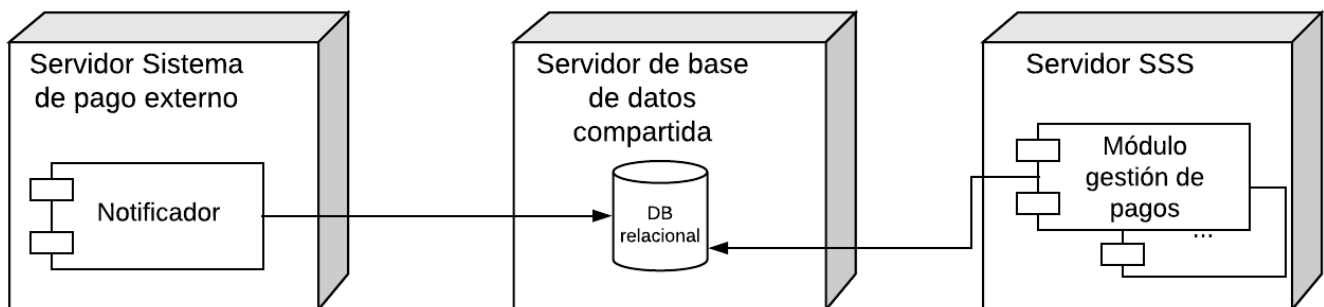 Servidor Sistema
de pago externo
Notificador
Servidor de base
de datos
compartida
DB
relacional
Servidor SSS
Módulo
gestión de
pagos
...